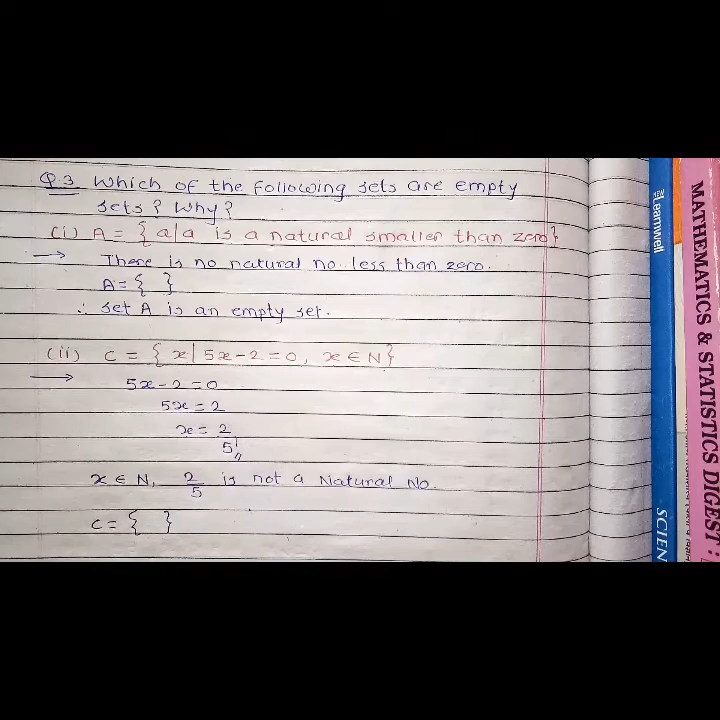 Q.3 Which of the following sets are empty
sets? Why?
(i) A = { a/a is a natural smaller than zero}
→ There is no natural no. less than zero.
A = { }
∴ Set A is an empty set.
(ii) C = { x | 5x - 2 = 0, x ∈ N}
→ 5x - 2 = 0
5x = 2
x = 2/5
x ∈ N, 2/5 is not a Natural No.
C = { }
NEW
Learnwell
SCIEN
MATHEMATICS & STATISTICS DIGEST :